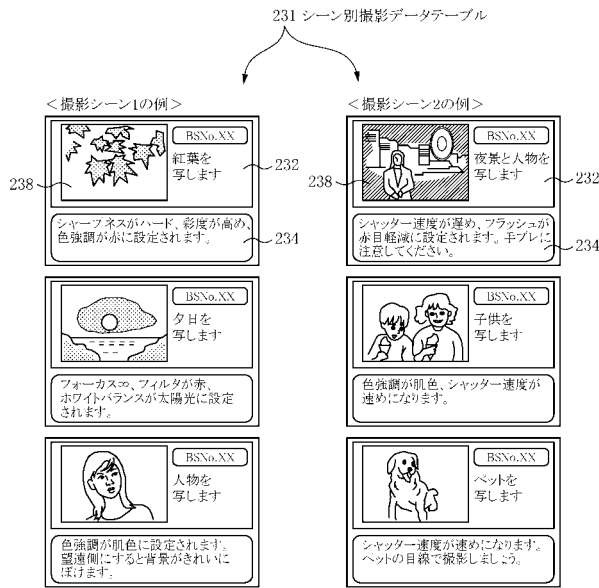 231 シーン別撮影データテーブル
＜撮影シーン1の例＞
BSNo.XX
紅葉を
写します
238
232
シャープネスがハード、彩度が高め、
色強調が赤に設定されます。
234
BSNo.XX
夕日を
写します
フォーカス∞、フィルタが赤、
ホワイトバランスが太陽光に設定
されます。
BSNo.XX
人物を
写します
色強調が肌色に設定されます。
望遠側にすると背景がきれいに
ぼけます。
＜撮影シーン2の例＞
BSNo.XX
夜景と人物を
写します
238
232
シャッター速度が遅め、フラッシュが
赤目軽減に設定されます。手ブレに
注意してください。
234
BSNo.XX
子供を
写します
色強調が肌色、シャッター速度が
速めになります。
BSNo.XX
ペットを
写します
シャッター速度が速めになります。
ペットの目線で撮影しましょう。